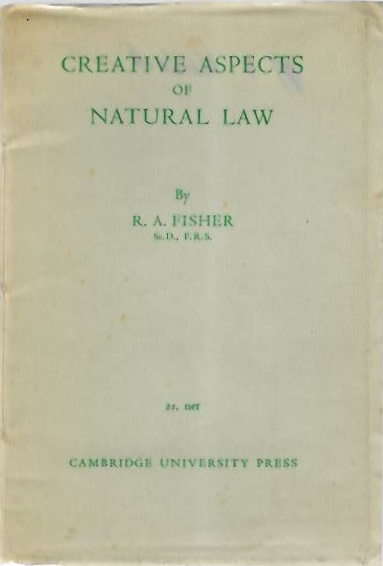 CREATIVE ASPECTS
OF
NATURAL LAW
By
R. A. FISHER
Sc.D., F.R.S.
2s. net
CAMBRIDGE UNIVERSITY PRESS